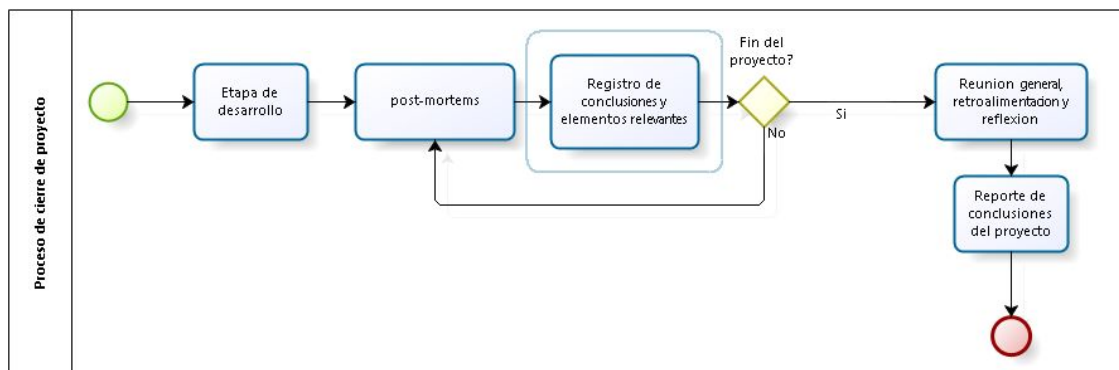 Proceso de cierre de proyecto
Etapa de
desarrollo
post-mortems
Registro de
conclusiones y
elementos relevantes
Fin del
proyecto?
No
Si
Reunion general,
retroalimentacion y
reflexion
Reporte de
conclusiones
del proyecto